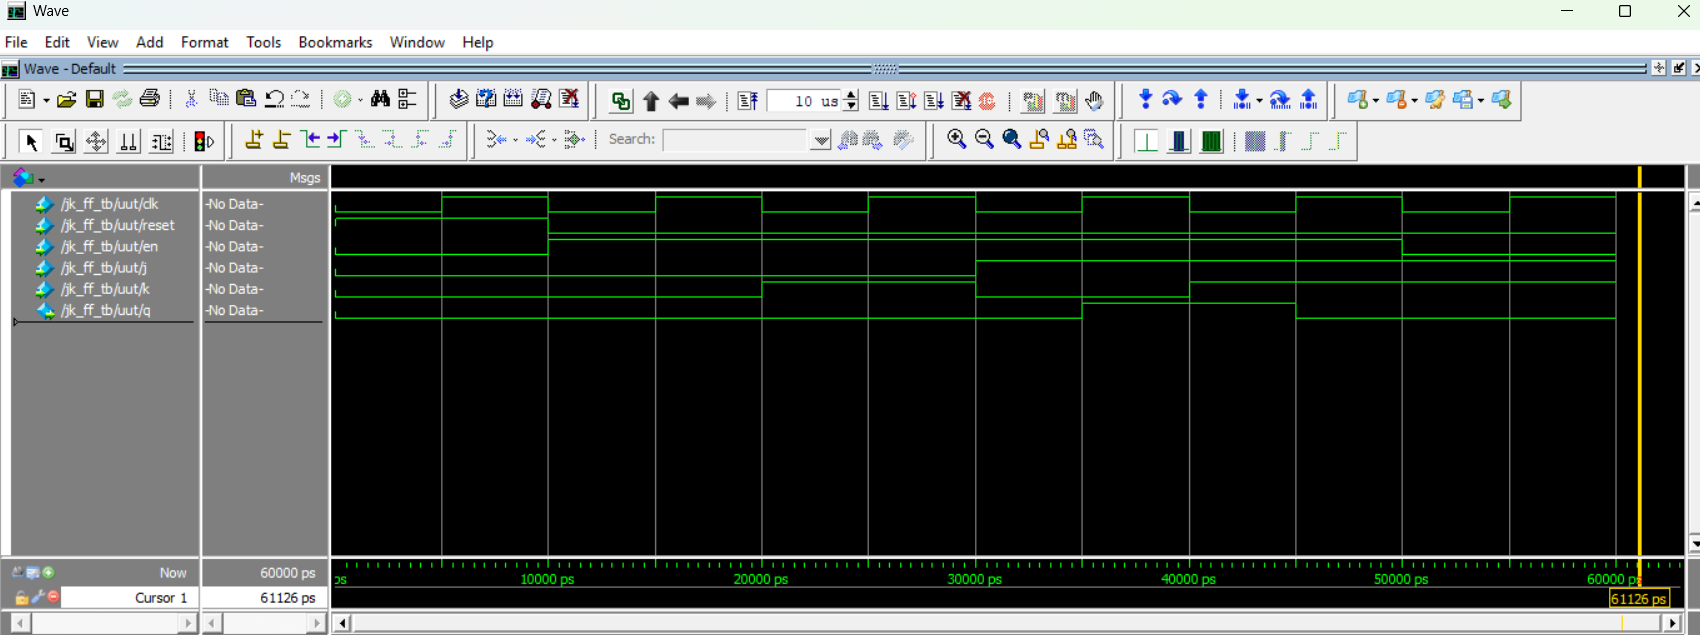 Wave
File Edit View Add Format Tools Bookmarks Window Help
Wave - Default
10 us
Search:
Msgs
/jk_ff_tb/uut/clk -No Data-
/jk_ff_tb/uut/reset -No Data-
/jk_ff_tb/uut/en -No Data-
/jk_ff_tb/uut/j -No Data-
/jk_ff_tb/uut/k -No Data-
/jk_ff_tb/uut/q -No Data-
Now 60000 ps ps 10000 ps 20000 ps 30000 ps 40000 ps 50000 ps 60000 ps
Cursor 1 61126 ps 61126 ps